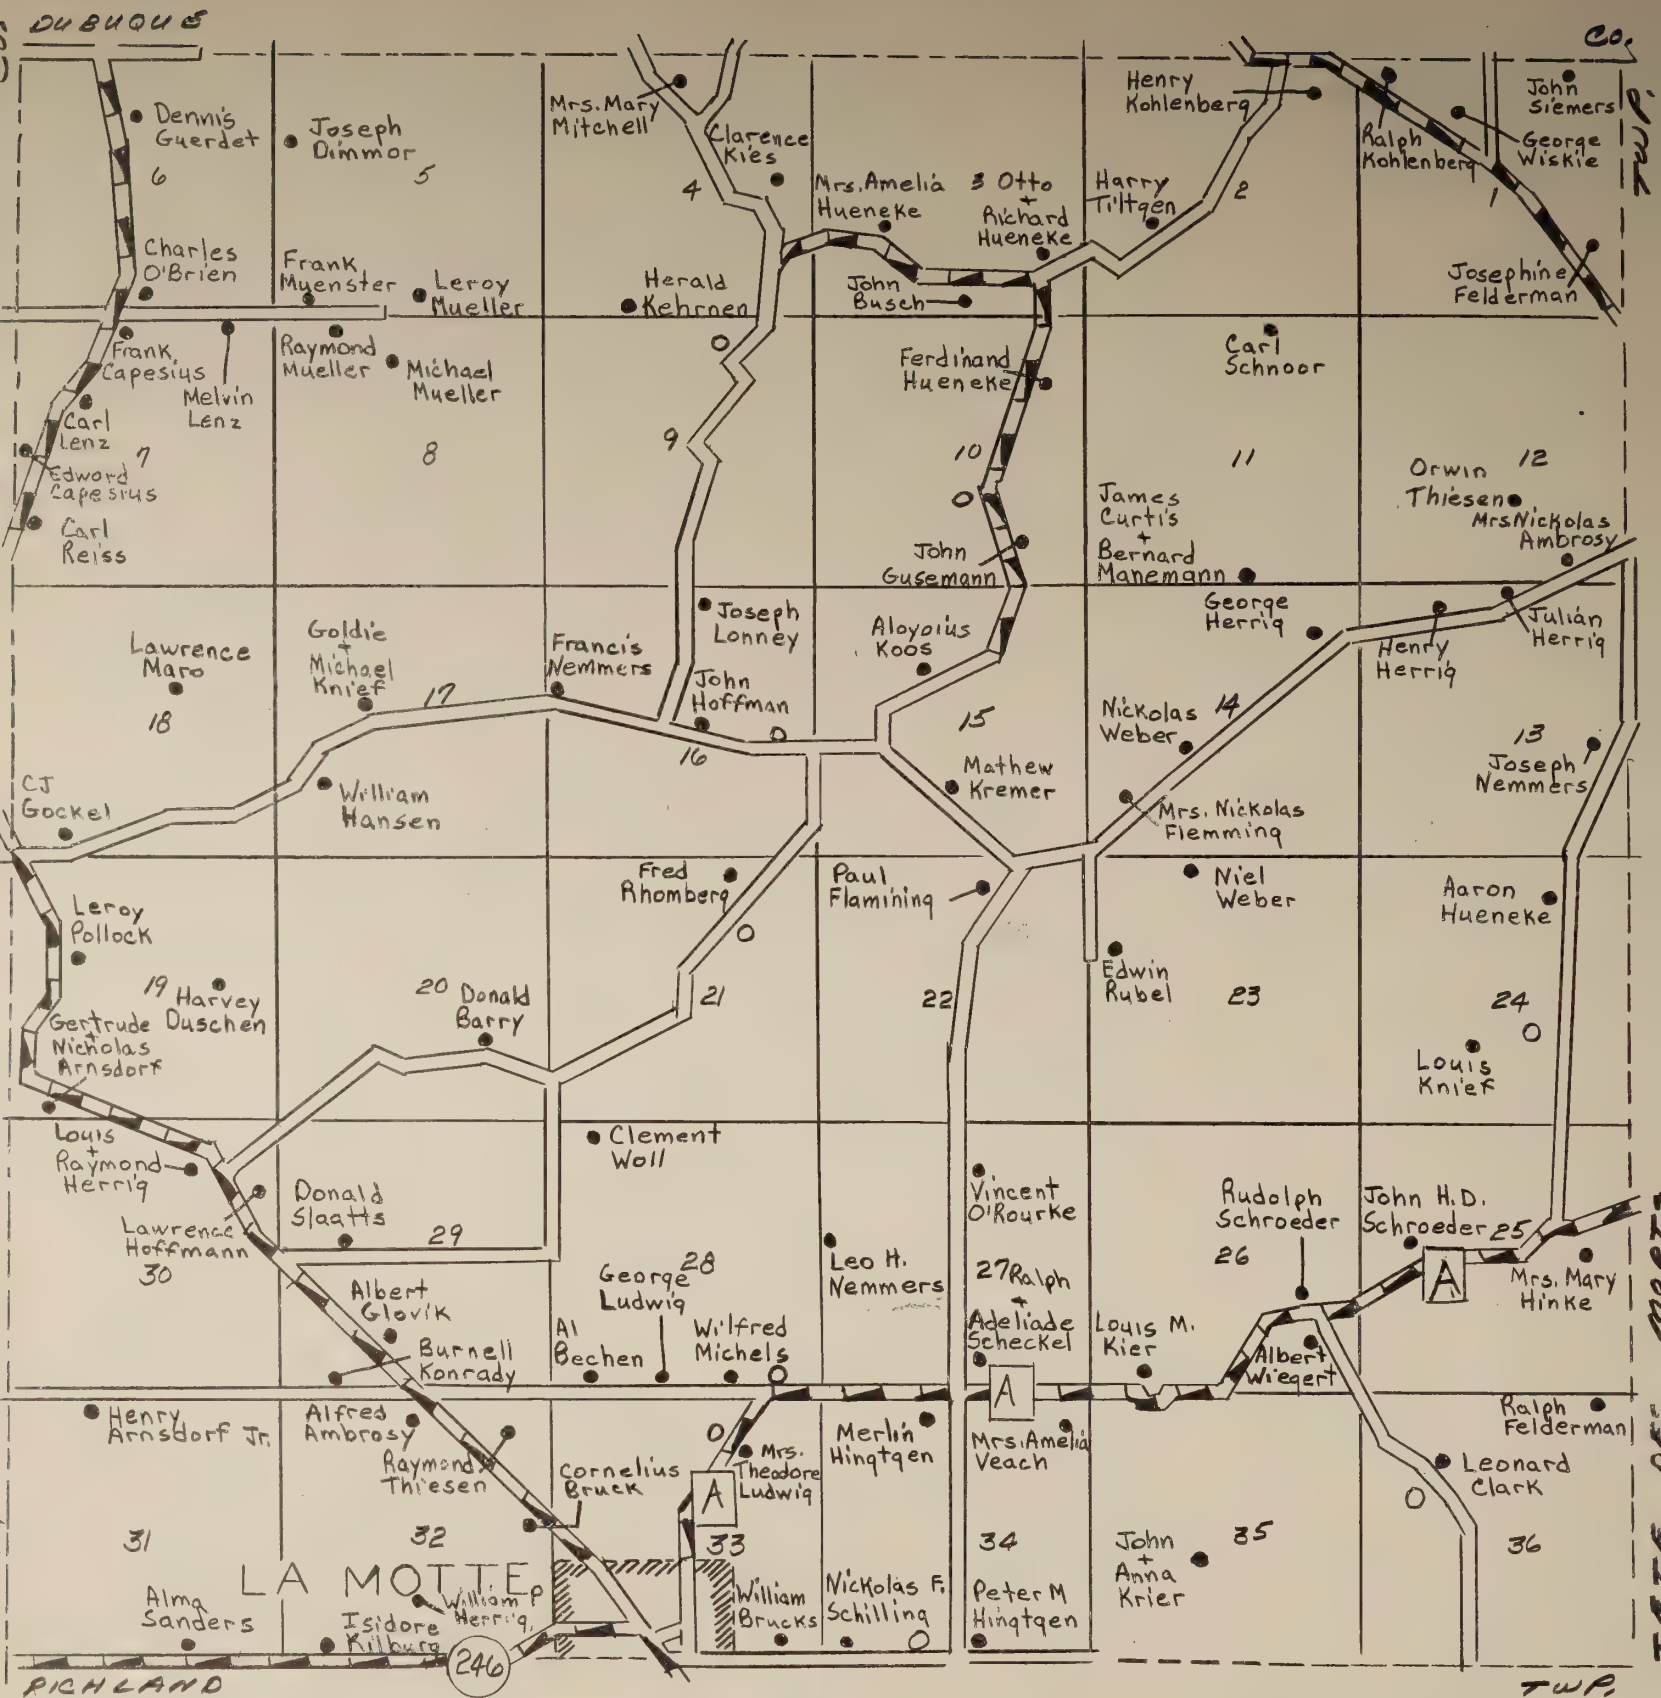 DUBUQUE
CO.
Dennis
Guerdet
6
Joseph
Dimmor
5
Mrs. Mary
Mitchell
Clarence
Kies
4
Mrs. Amelia
Hueneke
3 Otto
+
Richard
Hueneke
Harry
Tiltgen
2
Henry
Kohlenberg
Ralph
Kohlenberg
John
Siemers
George
Wiskie
1
Josephine
Felderman
Charles
O'Brien
Frank
Muenster
Leroy
Mueller
Herald
Kehrnen
John
Busch
Frank
Capesius
Melvin
Lenz
Raymond
Mueller
Michael
Mueller
Carl
Lenz
7
Edword
Capesius
Carl
Reiss
8
9
Ferdinand
Hueneke
10
Carl
Schnoor
11
12
Orwin
Thiesen
Mrs Nickolas
Ambrosy
James
Curtis
+
Bernard
Manemann
John
Gusemann
Lawrence
Maro
18
Goldie
+
Michael
Knief
17
Francis
Nemmers
Joseph
Lonney
John
Hoffman
16
Aloyoius
Koos
15
George
Herrig
Henry
Herrig
Julian
Herrig
Nickolas
Weber
14
13
Joseph
Nemmers
CJ
Gockel
William
Hansen
Mathew
Kremer
Mrs. Nickolas
Flemming
Fred
Rhomberg
Paul
Flamining
Niel
Weber
Aaron
Hueneke
Leroy
Pollock
19
Harvey
Duschen
Gertrude
+
Nicholas
Arnsdorf
20
Donald
Barry
21
22
Edwin
Rubel
23
24
Louis
Knief
Louis
+
Raymond
Herrig
Lawrence
Hoffmann
30
Donald
Slaatts
29
Clement
Woll
Vincent
O'Rourke
Rudolph
Schroeder
26
John H.D.
Schroeder
25
A
Mrs. Mary
Hinke
Leo H.
Nemmers
George
Ludwig
28
27
Ralph
+
Adeliade
Scheckel
Louis M.
Kier
Albert
Glovik
Burnell
Konrady
Al
Bechen
Wilfred
Michels
A
Albert
Wiegert
Henry
Arnsdorf Jr.
Alfred
Ambrosy
Raymond
Thiesen
Cornelius
Bruck
Mrs.
Theodore
Ludwig
A
Merlin
Hingtgen
Mrs. Amelia
Veach
Ralph
Felderman
Leonard
Clark
31
32
33
34
35
36
John
+
Anna
Krier
LA MOTTE
Alma
Sanders
Isidore
Kilburg
William P
Herrig
William
Brucks
Nickolas F.
Schilling
Peter M
Hingtgen
246
RICHLAND
TWP.